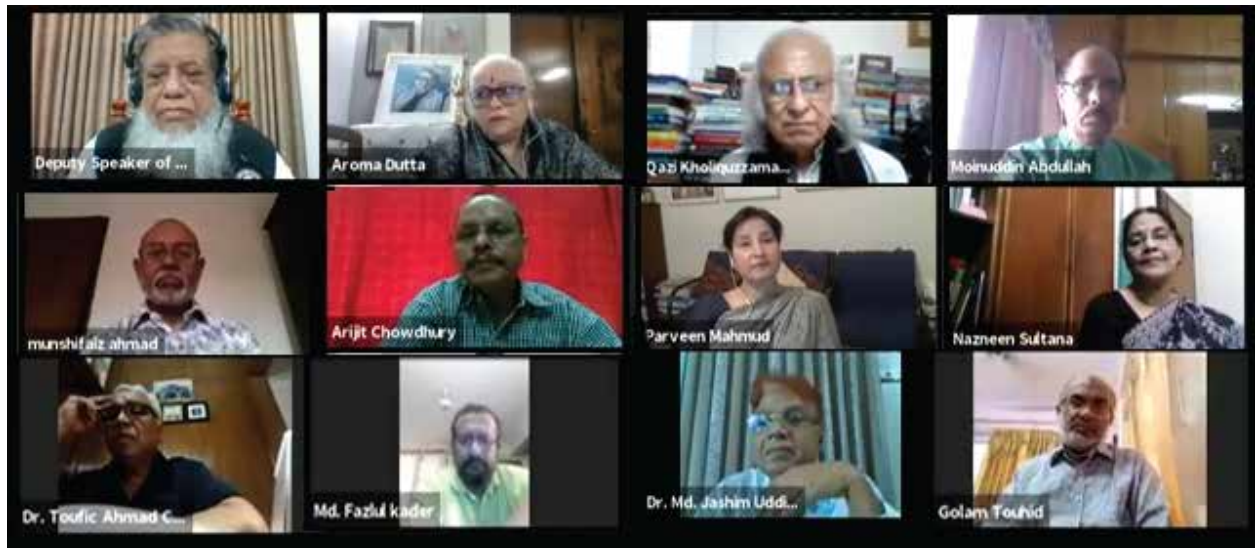 Deputy Speaker of ...
Aroma Dutta
Qazi Kholiquzzama...
Moinuddin Abdullah
munshifaiz ahmad
Arijit Chowdhury
Parveen Mahmud
Nazneen Sultana
Dr. Toufic Ahmad C...
Md. Fazlul kader
Dr. Md. Jashim Uddi...
Golam Touhid